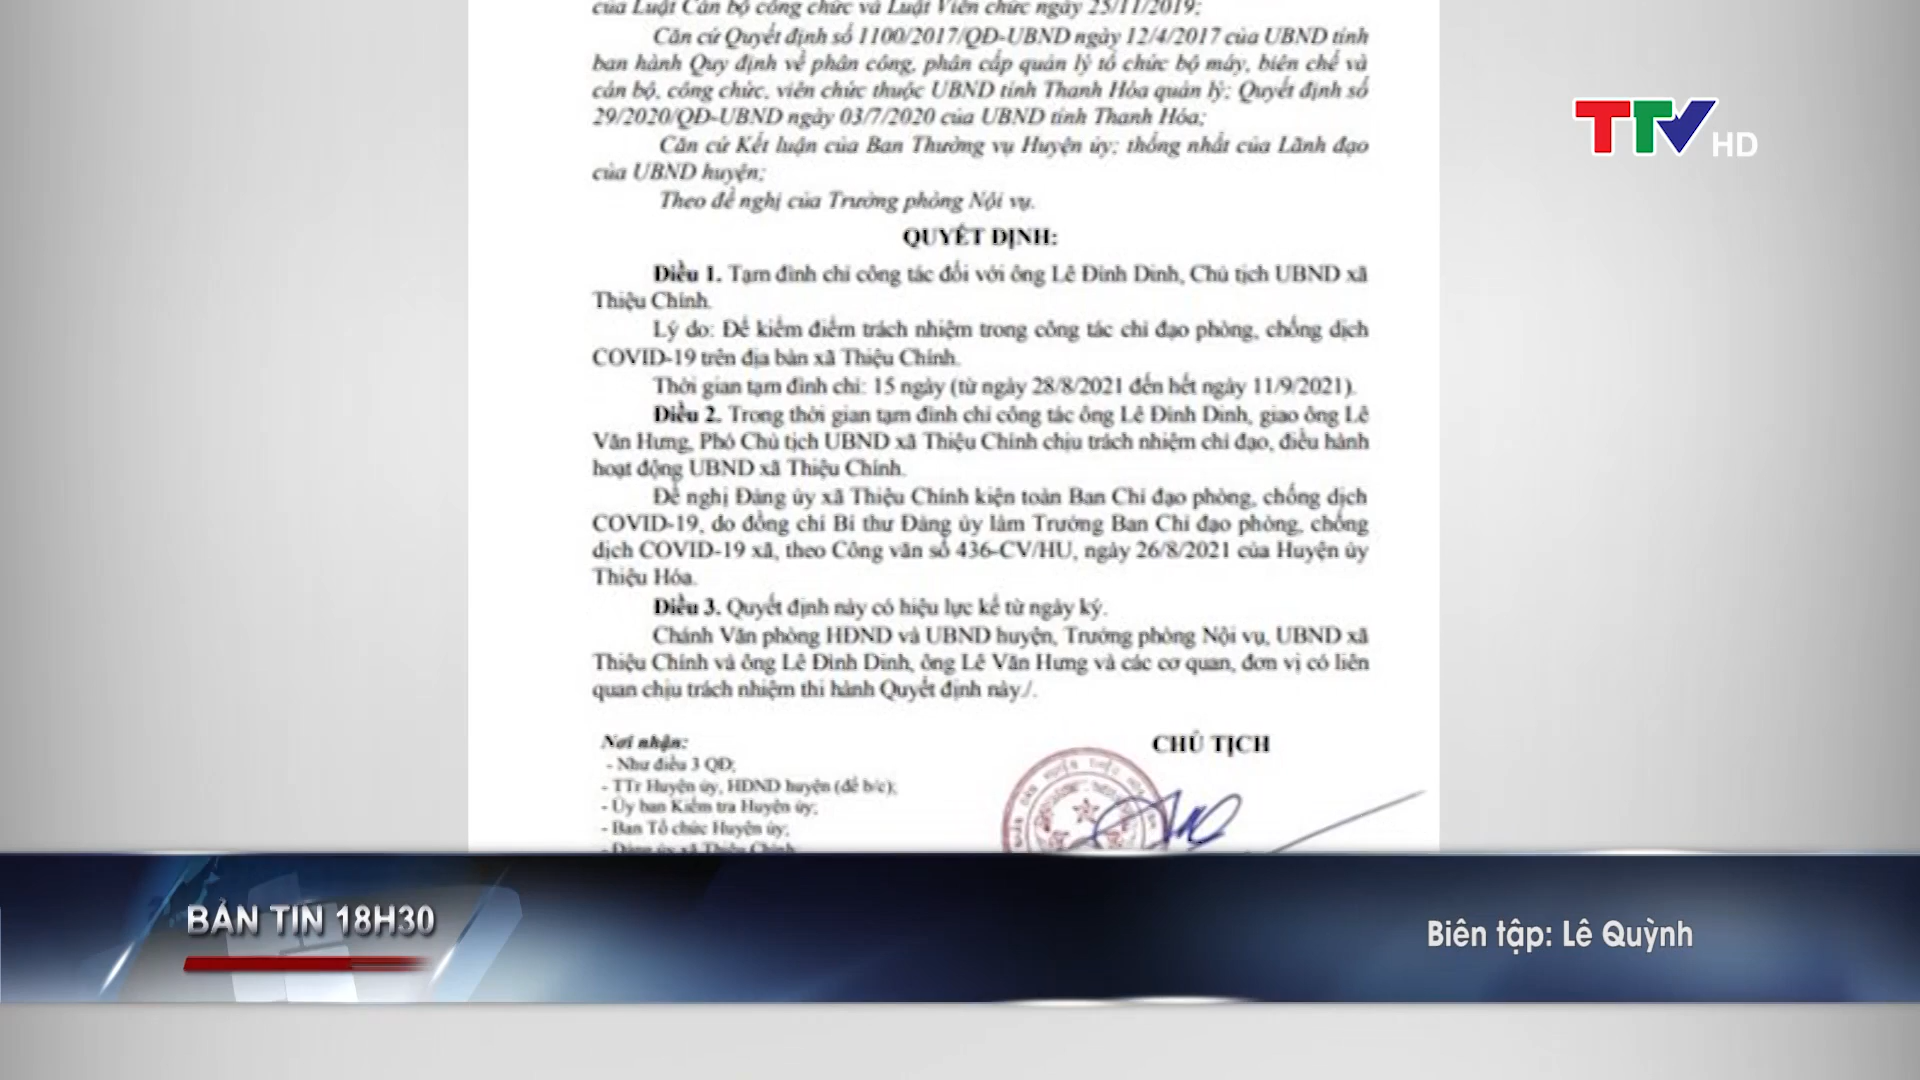 của Luật Cán bộ công chức và Luật Viên chức ngày 25/11/2019;
Căn cứ Quyết định số 1100/2017/QĐ-UBND ngày 12/4/2017 của UBND tỉnh
ban hành Quy định về phân công, phân cấp quản lý tổ chức bộ máy, biên chế và
cán bộ, công chức, viên chức thuộc UBND tỉnh Thanh Hóa quản lý; Quyết định số
29/2020/QĐ-UBND ngày 03/7/2020 của UBND tỉnh Thanh Hóa;
Căn cứ Kết luận của Ban Thường vụ Huyện ủy; thống nhất của Lãnh đạo
của UBND huyện;
Theo đề nghị của Trưởng phòng Nội vụ.
QUYẾT ĐỊNH:
Điều 1. Tạm đình chỉ công tác đối với ông Lê Đình Dinh, Chủ tịch UBND xã
Thiệu Chính.
Lý do: Để kiểm điểm trách nhiệm trong công tác chỉ đạo phòng, chống dịch
COVID-19 trên địa bàn xã Thiệu Chính.
Thời gian tạm đình chỉ: 15 ngày (từ ngày 28/8/2021 đến hết ngày 11/9/2021).
Điều 2. Trong thời gian tạm đình chỉ công tác ông Lê Đình Dinh, giao ông Lê
Văn Hưng, Phó Chủ tịch UBND xã Thiệu Chính chịu trách nhiệm chỉ đạo, điều hành
hoạt động UBND xã Thiệu Chính.
Đề nghị Đảng ủy xã Thiệu Chính kiện toàn Ban Chỉ đạo phòng, chống dịch
COVID-19, do đồng chí Bí thư Đảng ủy làm Trưởng Ban Chỉ đạo phòng, chống
dịch COVID-19 xã, theo Công văn số 436-CV/HU, ngày 26/8/2021 của Huyện ủy
Thiệu Hóa.
Điều 3. Quyết định này có hiệu lực kể từ ngày ký.
Chánh Văn phòng HĐND và UBND huyện, Trưởng phòng Nội vụ, UBND xã
Thiệu Chính và ông Lê Đình Dinh, ông Lê Văn Hưng và các cơ quan, đơn vị có liên
quan chịu trách nhiệm thi hành Quyết định này./.
Nơi nhận:
- Như điều 3 QĐ;
- TTr Huyện ủy, HĐND huyện (để b/c);
- Ủy ban Kiểm tra Huyện ủy;
- Ban Tổ chức Huyện ủy;
- Đảng ủy xã Thiệu Chính
CHỦ TỊCH
TTV HD
BẢN TIN 18H30
Biên tập: Lê Quỳnh